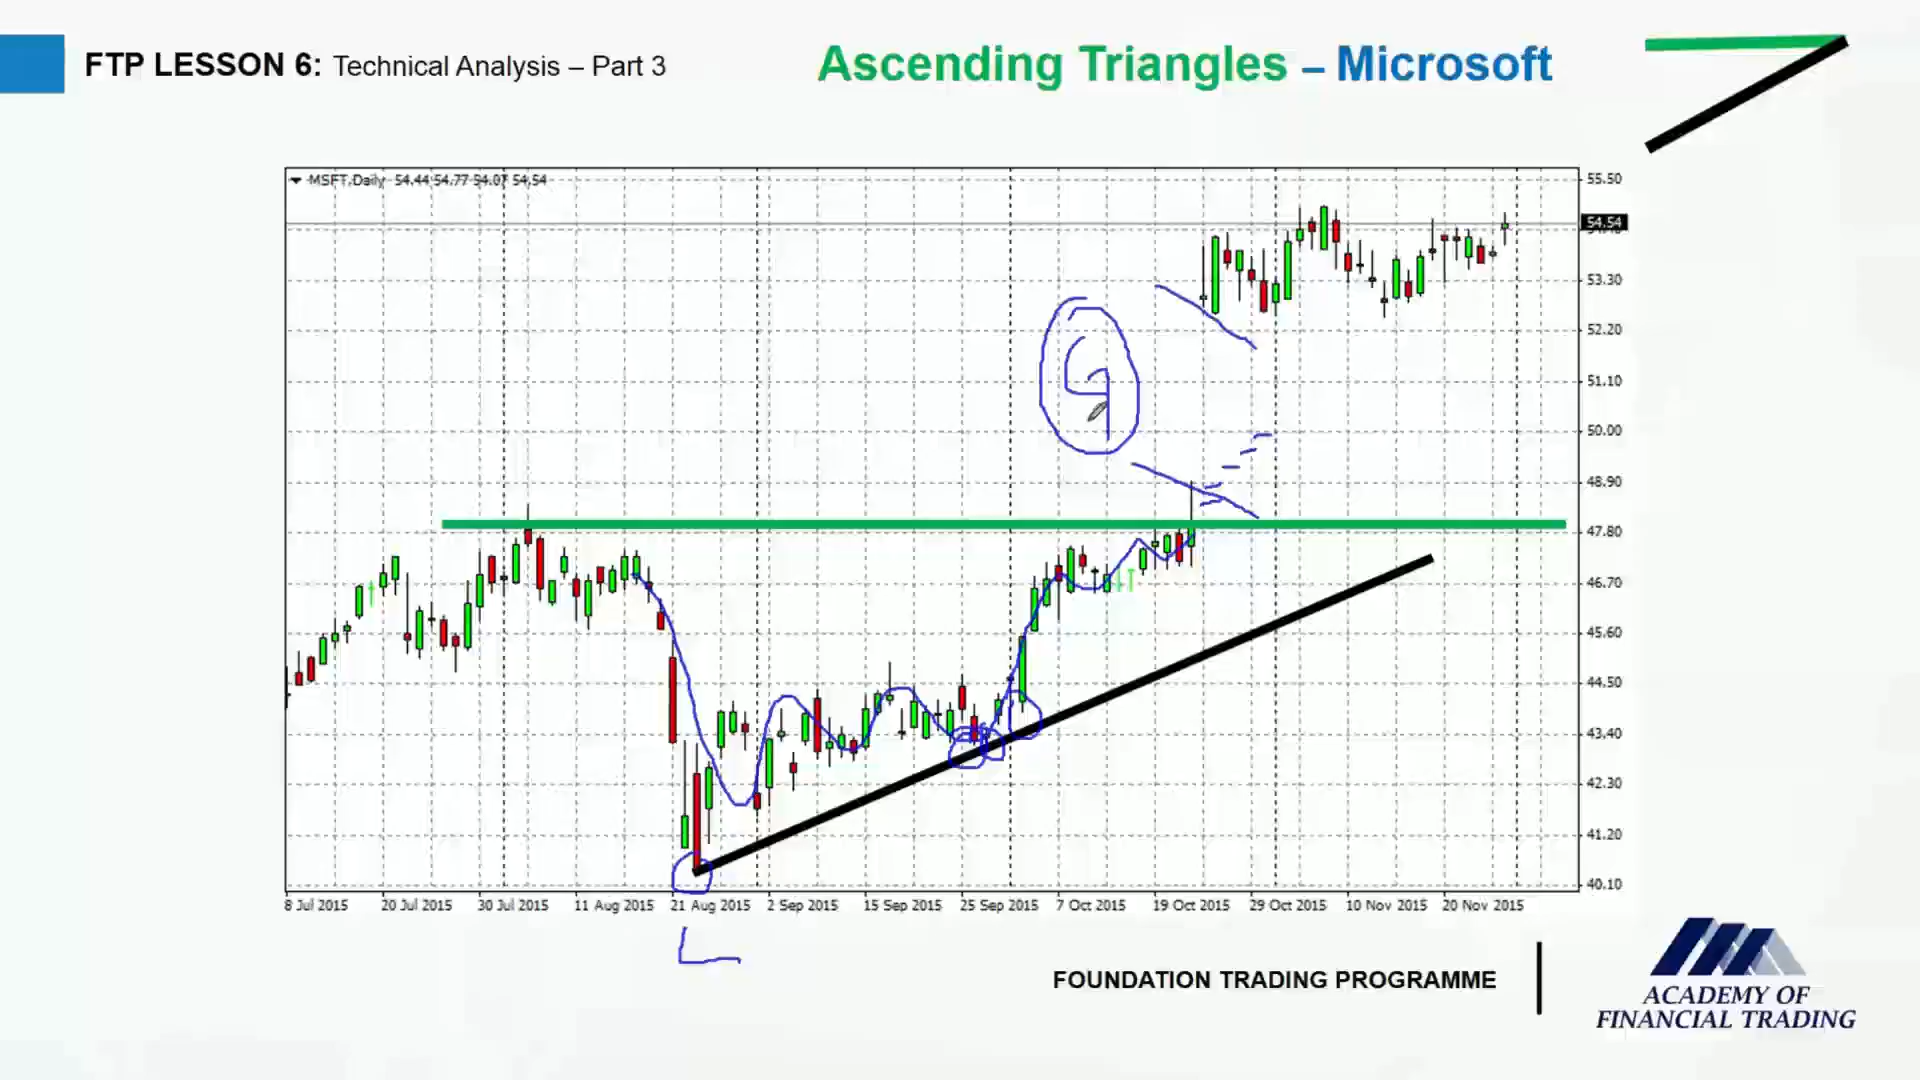 FTP LESSON 6: Technical Analysis – Part 3
Ascending Triangles – Microsoft
MSFT,Daily 54.44 54.77 54.07 54.54
55.50
54.54
53.30
52.20
51.10
50.00
48.90
47.80
46.70
45.60
44.50
43.40
42.30
41.20
40.10
G
8 Jul 2015 20 Jul 2015 30 Jul 2015 11 Aug 2015 21 Aug 2015 2 Sep 2015 15 Sep 2015 25 Sep 2015 7 Oct 2015 19 Oct 2015 29 Oct 2015 10 Nov 2015 20 Nov 2015
L
FOUNDATION TRADING PROGRAMME
ACADEMY OF
FINANCIAL TRADING